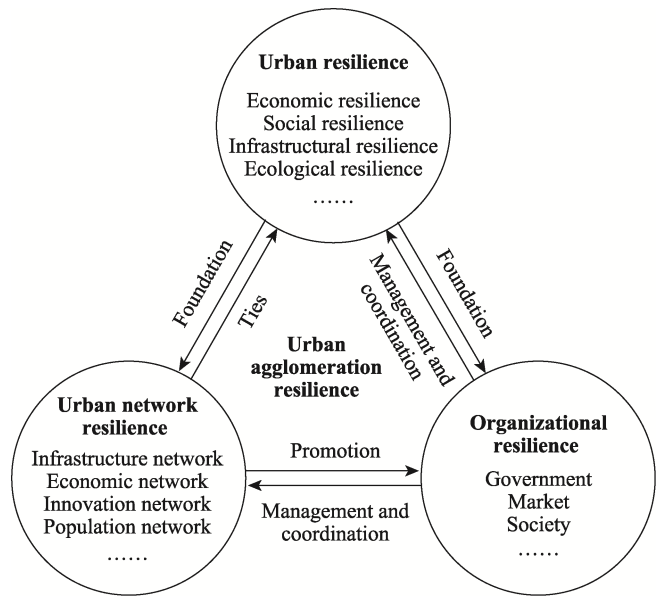 Urban resilience
Economic resilience
Social resilience
Infrastructural resilience
Ecological resilience
……
Foundation
Ties
Management and
coordination
Foundation
Urban
agglomeration
resilience
Urban network
resilience
Infrastructure network
Economic network
Innovation network
Population network
……
Promotion
Management and
coordination
Organizational
resilience
Government
Market
Society
……